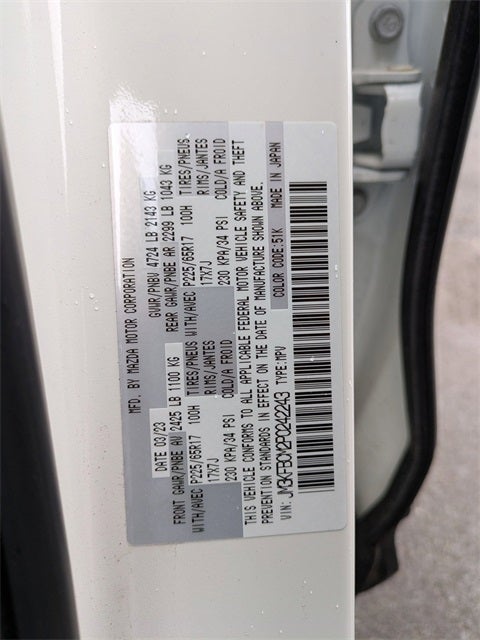 MFD. BY MAZDA MOTOR CORPORATION
DATE 03/23 GVWR/PNBV 4724 LB 2143 KG
FRONT GAWR/PNBE AV 2425 LB 1100 KG REAR GAWR/PNBE AR 2299 LB 1043 KG
WITH/AVEC P225/65R17 100H TIRES/PNEUS WITH/AVEC P225/65R17 100H TIRES/PNEUS
17X7J RIMS/JANTES 17X7J RIMS/JANTES
230 KPA/34 PSI COLD/A FROID 230 KPA/34 PSI COLD/A FROID
THIS VEHICLE CONFORMS TO ALL APPLICABLE FEDERAL MOTOR VEHICLE SAFETY AND THEFT
PREVENTION STANDARDS IN EFFECT ON THE DATE OF MANUFACTURE SHOWN ABOVE.
VIN: JM3KFBCM2P0242243 TYPE:MPV COLOR CODE:51K MADE IN JAPAN